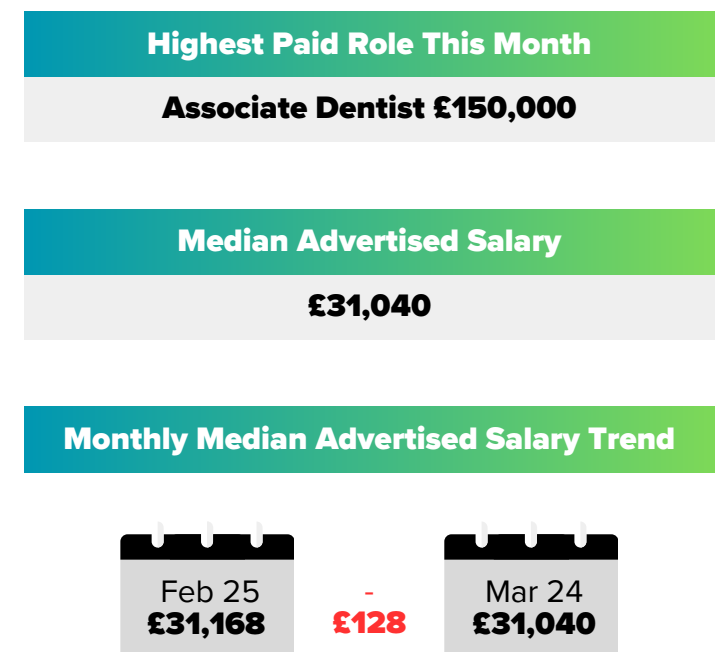 Highest Paid Role This Month
Associate Dentist £150,000
Median Advertised Salary
£31,040
Monthly Median Advertised Salary Trend
Feb 25
£31,168
-
£128
Mar 24
£31,040